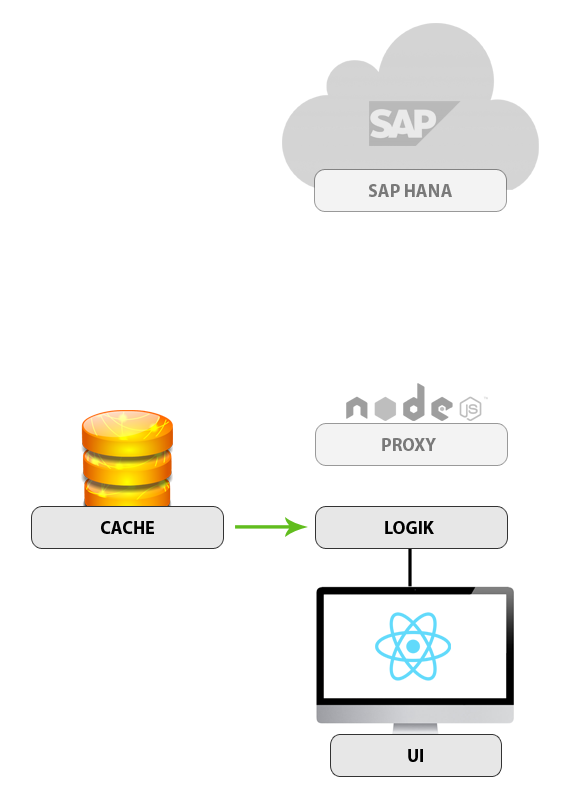 SAP
SAP HANA
node
JS
PROXY
CACHE
LOGIK
UI